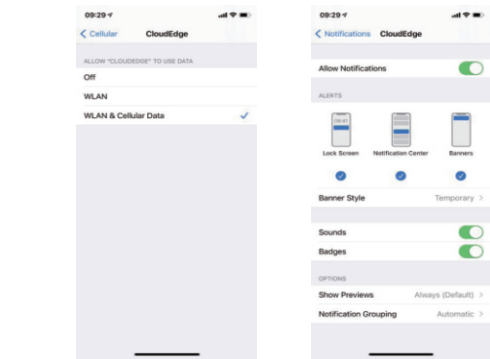 09:29
Cellular CloudEdge
ALLOW "CLOUDEDGE" TO USE DATA
Off
WLAN
WLAN & Cellular Data
09:29
Notifications CloudEdge
Allow Notifications
ALERTS
09:41
Lock Screen Notification Center Banners
Banner Style Temporary
Sounds
Badges
OPTIONS
Show Previews Always (Default)
Notification Grouping Automatic